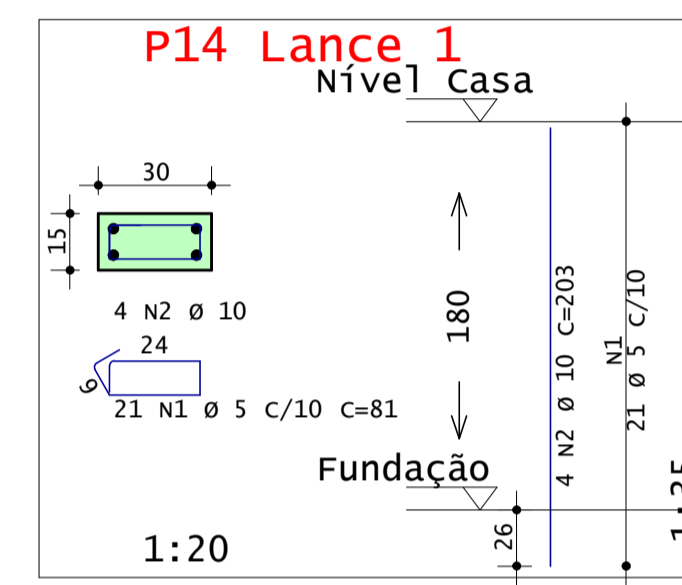 P14 Lance 1
Nível Casa
30
15
4 N2 Ø 10
24
9
21 N1 Ø 5 C/10 C=81
180
4 N2 Ø 10 C=203
N1
21 Ø 5 C/10
Fundação
26
1:20